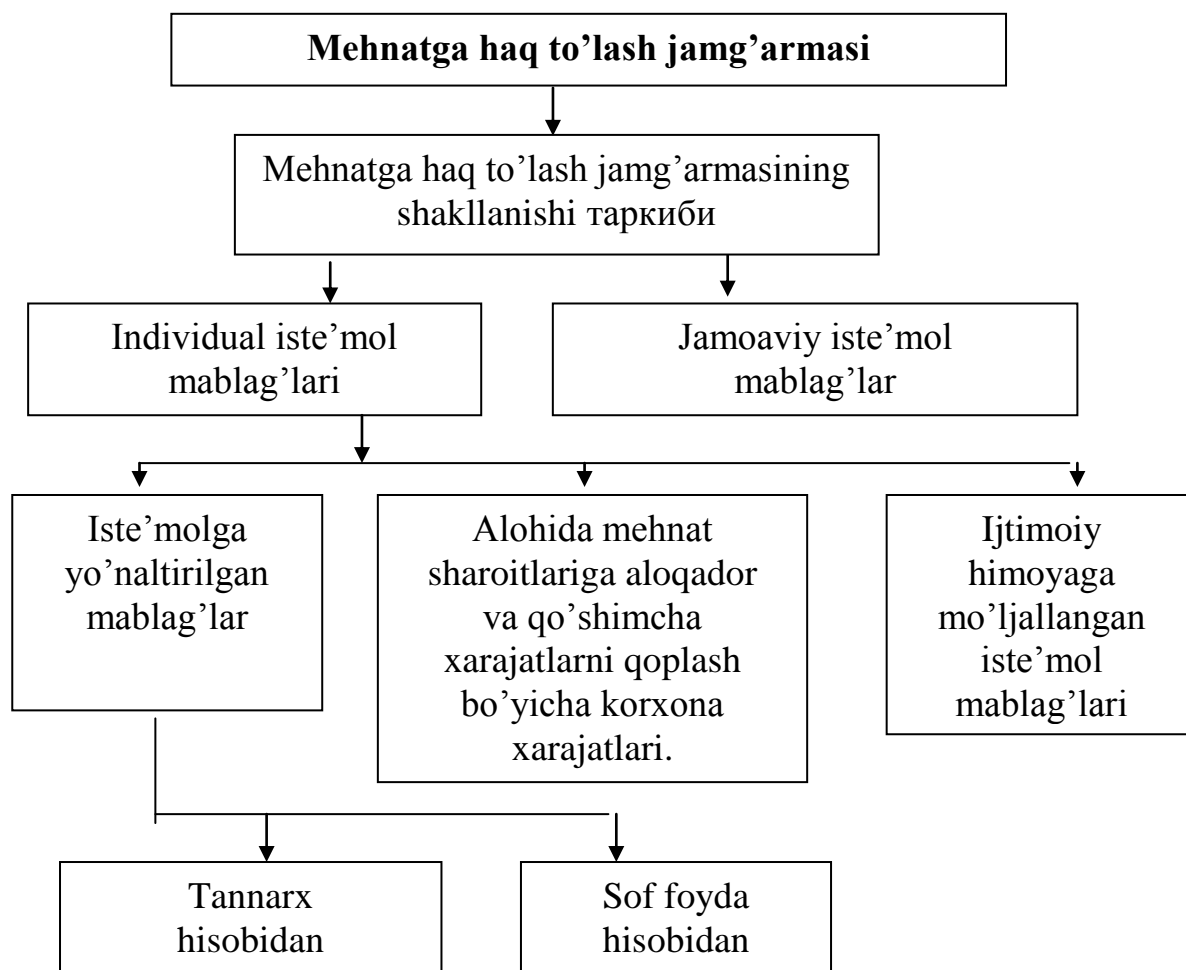 Mehnatga haq to’lash jamg’armasi
Mehnatga haq to’lash jamg’armasining
shakllanishi таркиби
Individual iste’mol
mablag’lari
Jamoaviy iste’mol
mablag’lar
Iste’molga
yo’naltirilgan
mablag’lar
Alohida mehnat
sharoitlariga aloqador
va qo’shimcha
xarajatlarni qoplash
bo’yicha korxona
xarajatlari.
Ijtimoiy
himoyaga
mo’ljallangan
iste’mol
mablag’lari
Tannarx
hisobidan
Sof foyda
hisobidan